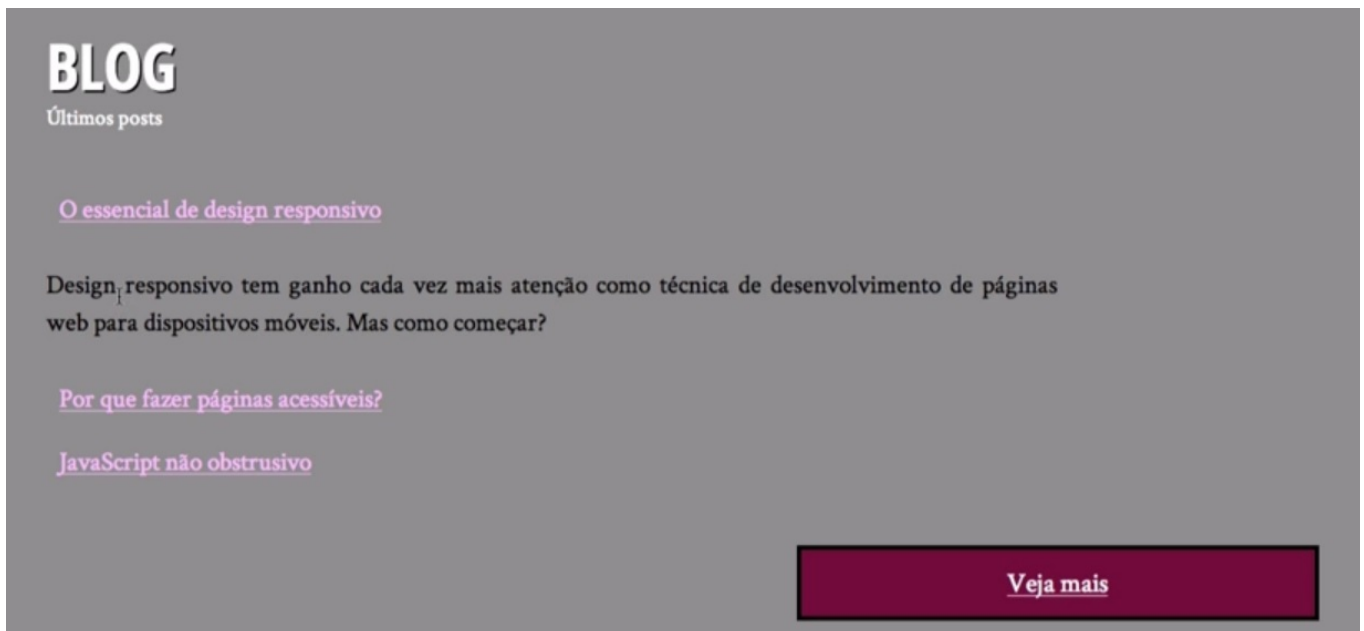 BLOG
Últimos posts
O essencial de design responsivo
Design responsivo tem ganho cada vez mais atenção como técnica de desenvolvimento de páginas
web para dispositivos móveis. Mas como começar?
Por que fazer páginas acessíveis?
JavaScript não obstrusivo
Veja mais